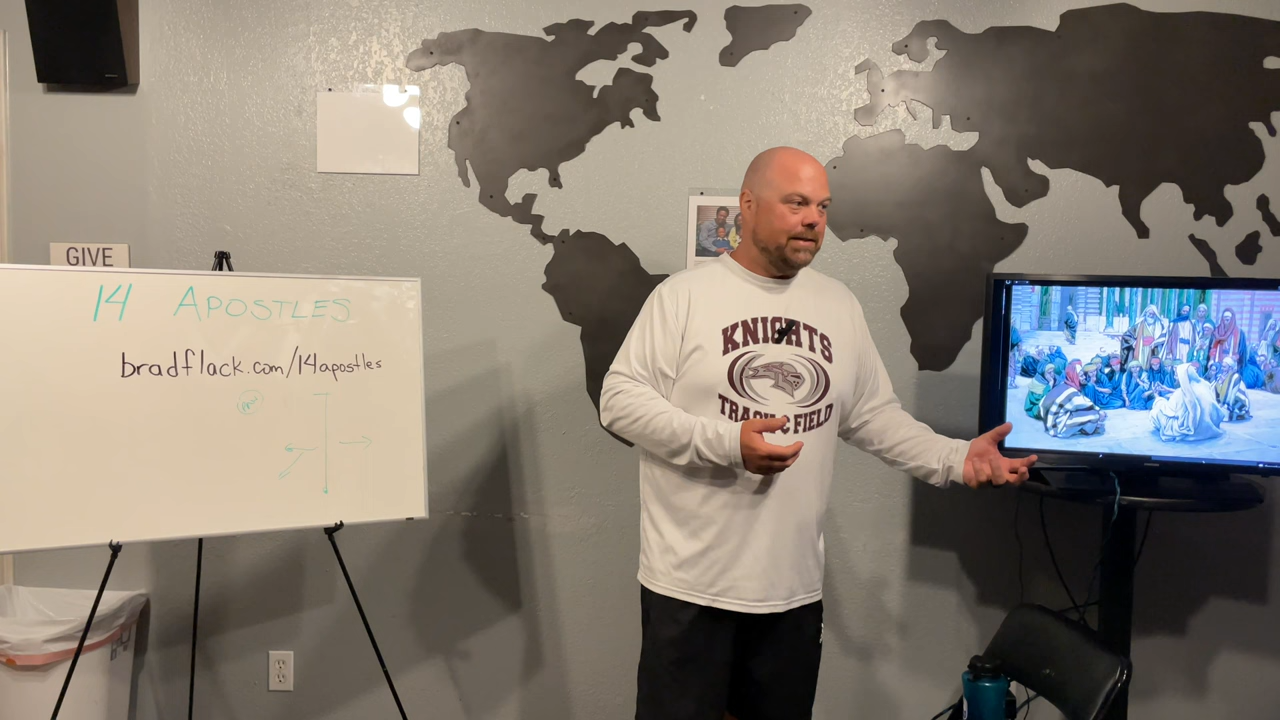 GIVE
14 APOSTLES
bradflack.com/14apostles
KNIGHTS
TRACK & FIELD